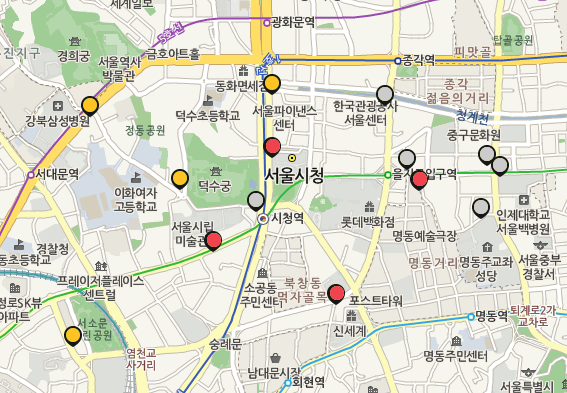 세계일보
광화문역
5호선
경희궁
서울역사
박물관
금호아트홀
종각역
피맛골
탑골공원
동화면세점
종각
젊음의거리
한국관광공사
서울센터
청계천
강북삼성병원
정동공원
덕수초등학교
서울파이낸스
센터
중구문화원
서대문역
이화여자
고등학교
덕수궁
서울시청
을지로입구역
인제대학교
서울백병원
서울시립
미술관
시청역
롯데백화점
명동예술극장
경찰청
명동거리
명동주교좌
성당
서울중부
경찰서
프레이저플레이스
센트럴
소공동
주민센터
북창동
먹자골목
포스트타워
신세계
명동역
퇴계로2가
교차로
서소문
염천교
사거리
숭례문
명동주민센터
남대문시장
회현역
서울특별시